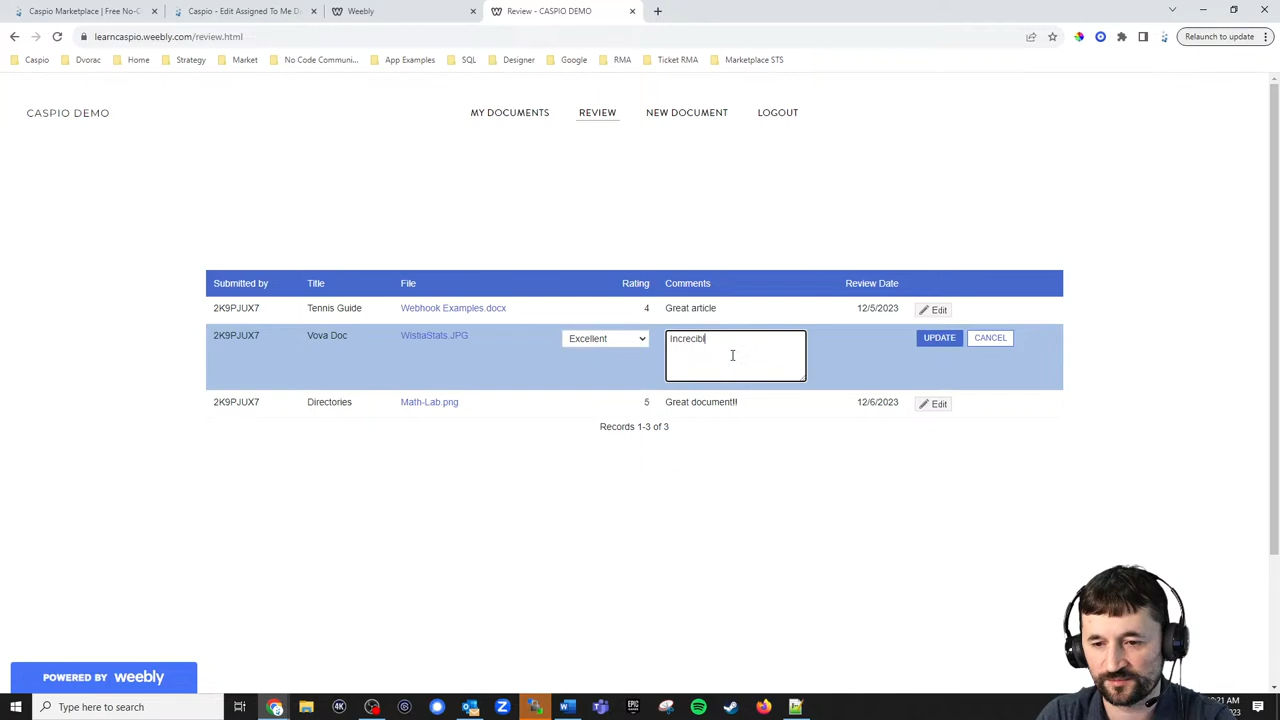 Caspio Marketplace | Free No-C
Caspio - Edit Assigned To Me D
Weebly
Review - CASPIO DEMO
learncaspio.weebly.com/review.html
Relaunch to update
Caspio
Dvorac
Home
Strategy
Market
No Code Communi...
App Examples
SQL
Designer
Google
RMA
Ticket RMA
Marketplace STS
CASPIO DEMO
MY DOCUMENTS
REVIEW
NEW DOCUMENT
LOGOUT
Submitted by Title File Rating Comments Review Date
2K9PJUX7 Tennis Guide Webhook Examples.docx 4 Great article 12/5/2023 Edit
2K9PJUX7 Vova Doc WistiaStats.JPG Excellent Incredibl UPDATE CANCEL
2K9PJUX7 Directories Math-Lab.png 5 Great document!! 12/6/2023 Edit
Records 1-3 of 3
POWERED BY weebly
Type here to search